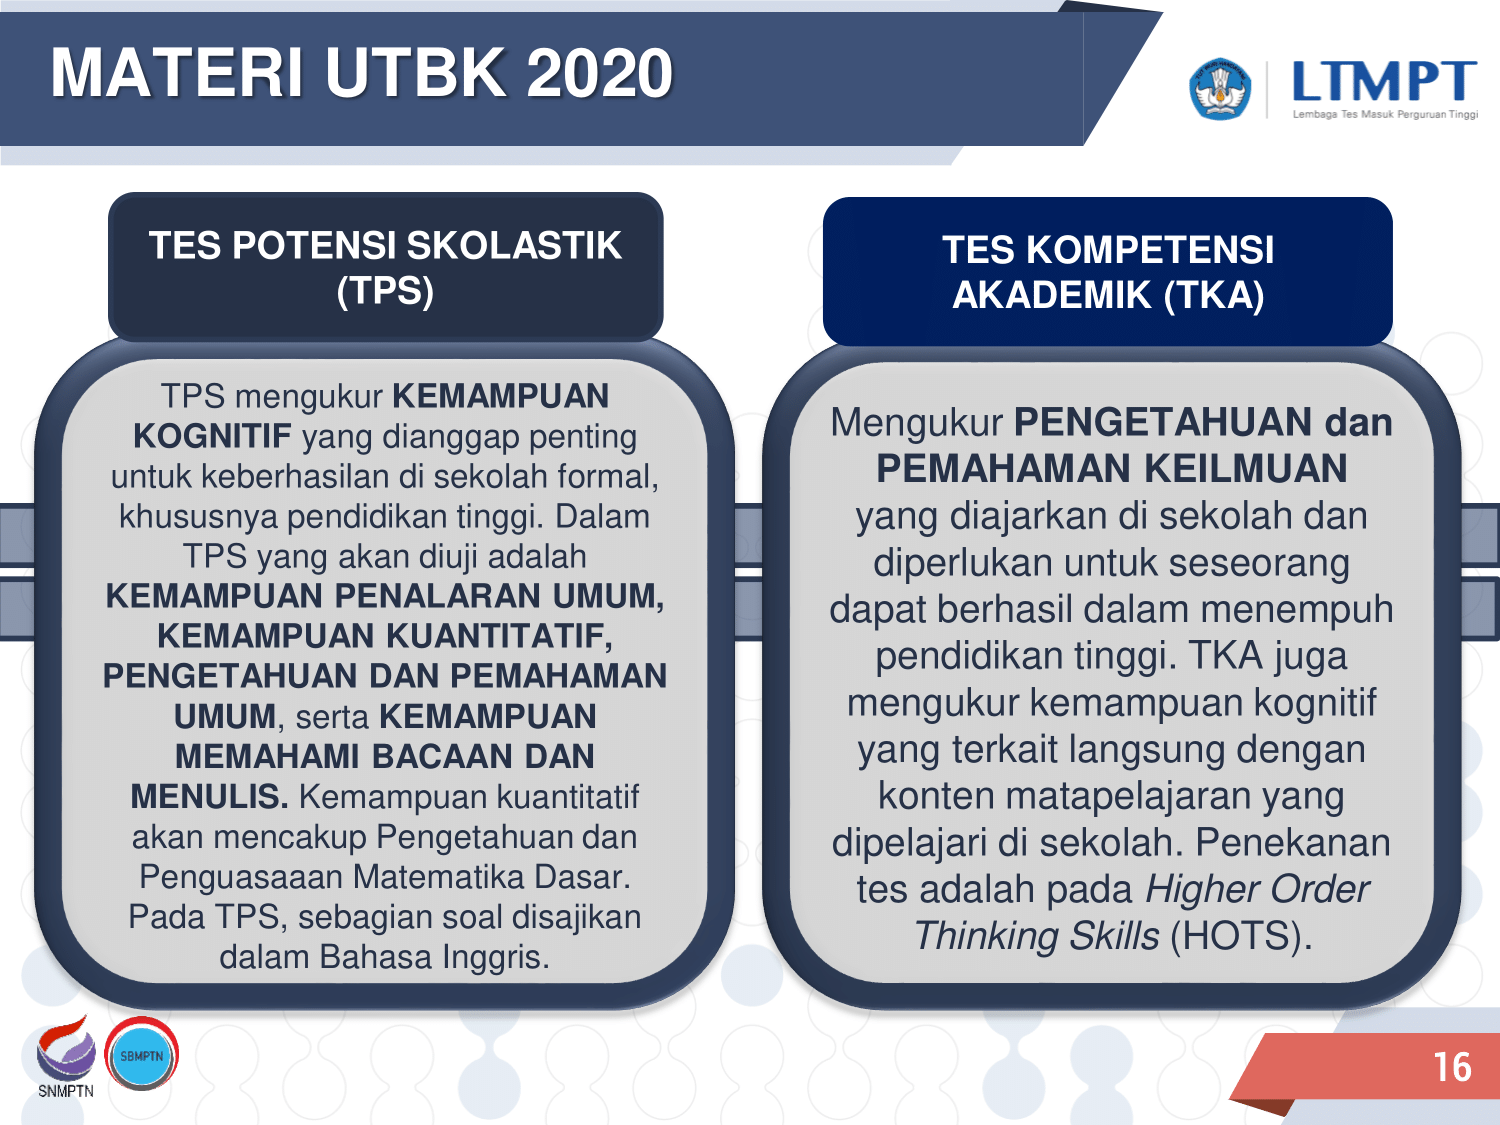 MATERI UTBK 2020
LTMPT
Lembaga Tes Masuk Perguruan Tinggi
TES POTENSI SKOLASTIK
(TPS)
TPS mengukur KEMAMPUAN
KOGNITIF yang dianggap penting
untuk keberhasilan di sekolah formal,
khususnya pendidikan tinggi. Dalam
TPS yang akan diuji adalah
KEMAMPUAN PENALARAN UMUM,
KEMAMPUAN KUANTITATIF,
PENGETAHUAN DAN PEMAHAMAN
UMUM, serta KEMAMPUAN
MEMAHAMI BACAAN DAN
MENULIS. Kemampuan kuantitatif
akan mencakup Pengetahuan dan
Penguasaaan Matematika Dasar.
Pada TPS, sebagian soal disajikan
dalam Bahasa Inggris.
TES KOMPETENSI
AKADEMIK (TKA)
Mengukur PENGETAHUAN dan
PEMAHAMAN KEILMUAN
yang diajarkan di sekolah dan
diperlukan untuk seseorang
dapat berhasil dalam menempuh
pendidikan tinggi. TKA juga
mengukur kemampuan kognitif
yang terkait langsung dengan
konten matapelajaran yang
dipelajari di sekolah. Penekanan
tes adalah pada Higher Order
Thinking Skills (HOTS).
SNMPTN
SBMPTN
16